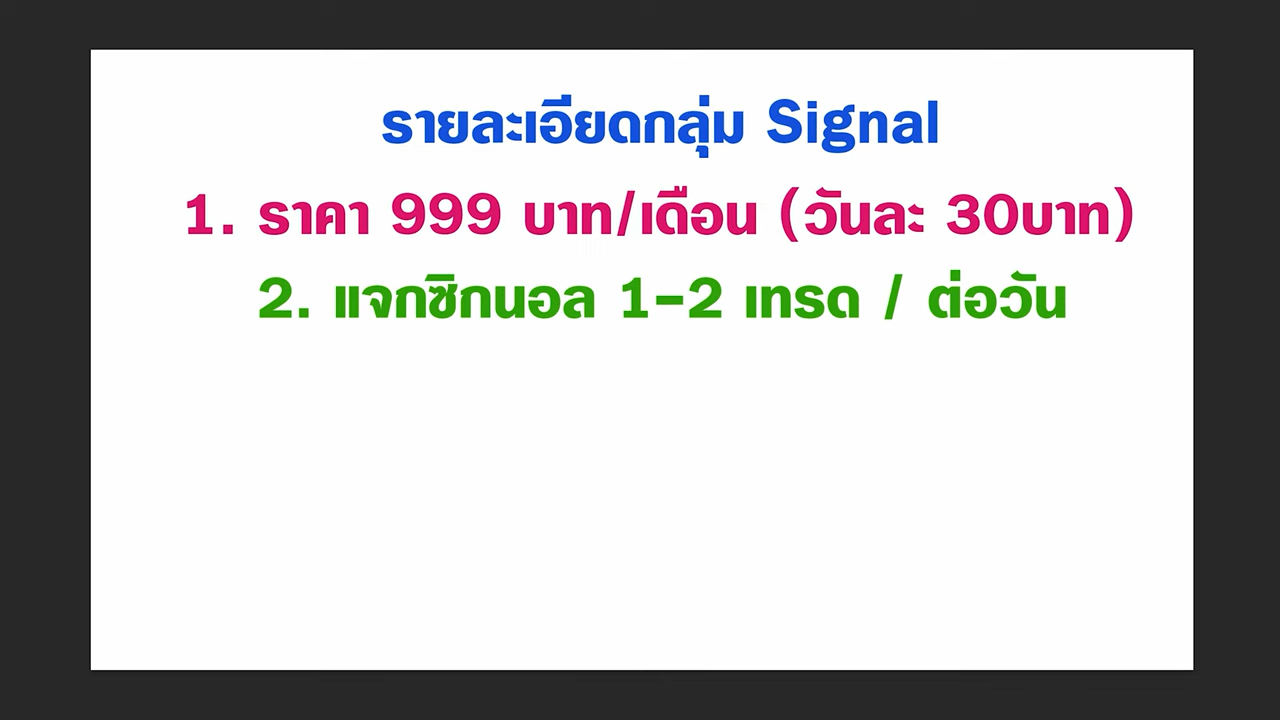 รายละเอียดกลุ่ม Signal
1. ราคา 999 บาท/เดือน (วันละ 30บาท)
2. แจกซิกนอล 1-2 เทรด / ต่อวัน